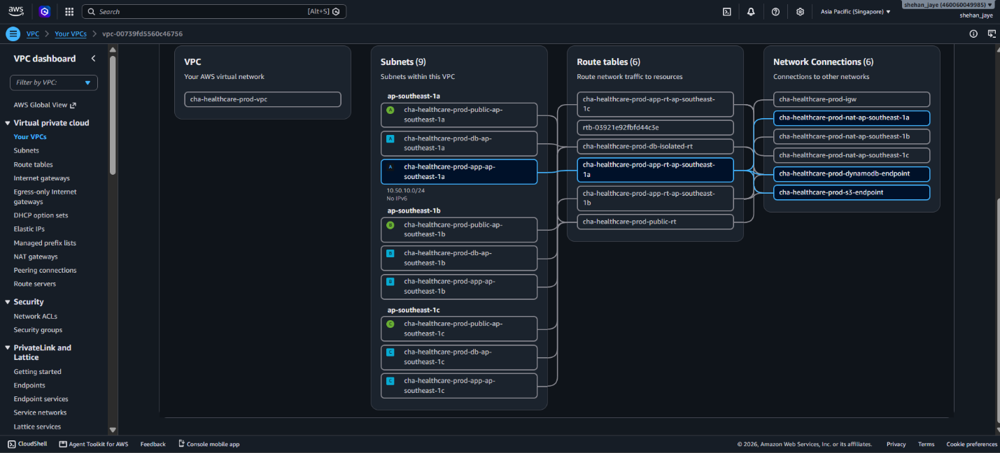 aws
Search
[Alt+S]
Asia Pacific (Singapore)
shehan_jaye (460060049985)
shehan_jaye
VPC
Your VPCs
vpc-00739fd5560c46756
VPC dashboard
Filter by VPC:
AWS Global View
Virtual private cloud
Your VPCs
Subnets
Route tables
Internet gateways
Egress-only Internet
gateways
DHCP option sets
Elastic IPs
Managed prefix lists
NAT gateways
Peering connections
Route servers
Security
Network ACLs
Security groups
PrivateLink and
Lattice
Getting started
Endpoints
Endpoint services
Service networks
Lattice services
VPC
Your AWS virtual network
cha-healthcare-prod-vpc
Subnets (9)
Subnets within this VPC
ap-southeast-1a
A
cha-healthcare-prod-public-ap-
southeast-1a
A
cha-healthcare-prod-db-ap-
southeast-1a
A
cha-healthcare-prod-app-ap-
southeast-1a
10.50.10.0/24
No IPv6
ap-southeast-1b
B
cha-healthcare-prod-public-ap-
southeast-1b
B
cha-healthcare-prod-db-ap-
southeast-1b
B
cha-healthcare-prod-app-ap-
southeast-1b
ap-southeast-1c
C
cha-healthcare-prod-public-ap-
southeast-1c
C
cha-healthcare-prod-db-ap-
southeast-1c
C
cha-healthcare-prod-app-ap-
southeast-1c
Route tables (6)
Route network traffic to resources
cha-healthcare-prod-app-rt-ap-southeast-
1c
rtb-03921e92fbfd44c3e
cha-healthcare-prod-db-isolated-rt
cha-healthcare-prod-app-rt-ap-southeast-
1a
cha-healthcare-prod-app-rt-ap-southeast-
1b
cha-healthcare-prod-public-rt
Network Connections (6)
Connections to other networks
cha-healthcare-prod-igw
cha-healthcare-prod-nat-ap-southeast-1a
cha-healthcare-prod-nat-ap-southeast-1b
cha-healthcare-prod-nat-ap-southeast-1c
cha-healthcare-prod-dynamodb-endpoint
cha-healthcare-prod-s3-endpoint
CloudShell
Agent Toolkit for AWS
Feedback
Console mobile app
© 2026, Amazon Web Services, Inc. or its affiliates.
Privacy
Terms
Cookie preferences